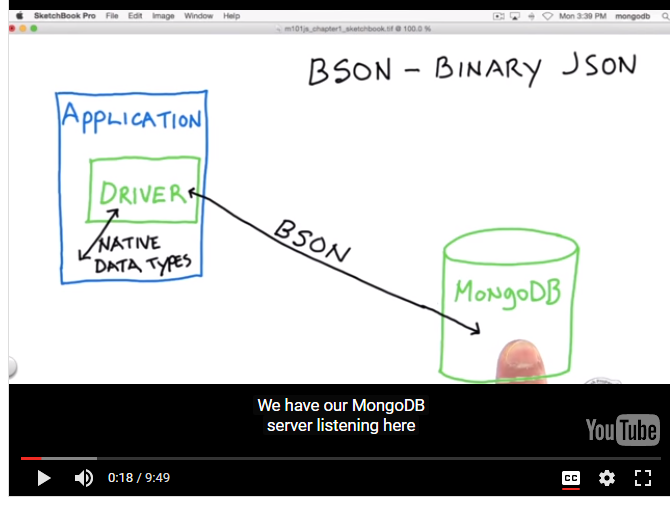 SketchBook Pro File Edit Image Window Help Mon 3:39 PM mongodb
m101js_chapter1_sketchbook.tif @ 100.0 %
BSON – BINARY JSON
APPLICATION
DRIVER
NATIVE
DATA TYPES
BSON
MONGODB
We have our MongoDB
server listening here
YouTube
0:18 / 9:49
CC